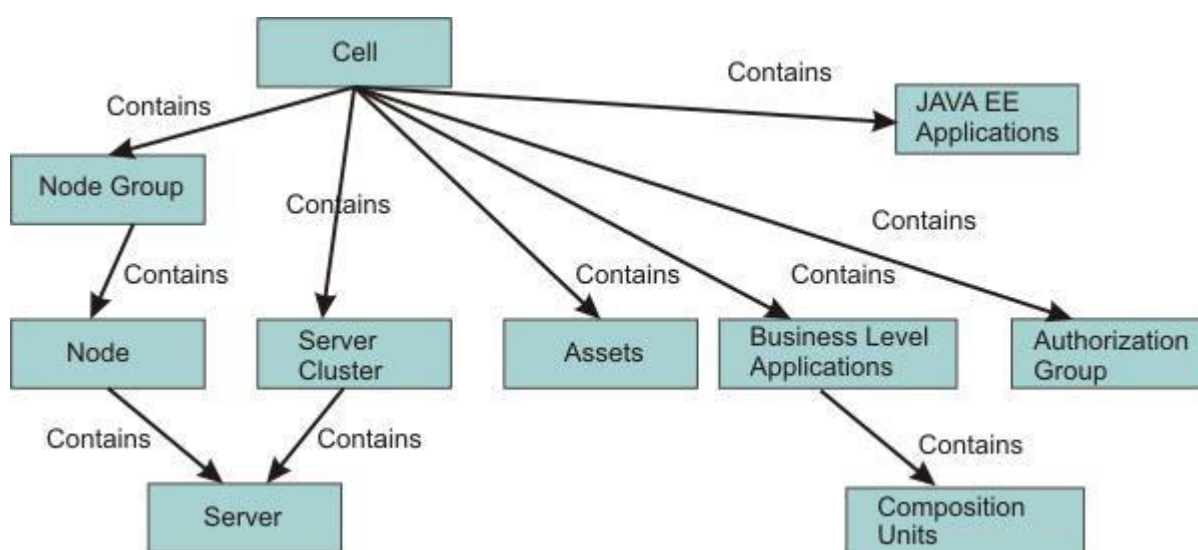 Cell
Contains
JAVA EE
Applications
Contains
Node Group
Contains
Contains
Contains
Contains
Contains
Node
Server
Cluster
Assets
Business Level
Applications
Authorization
Group
Contains
Contains
Contains
Server
Composition
Units